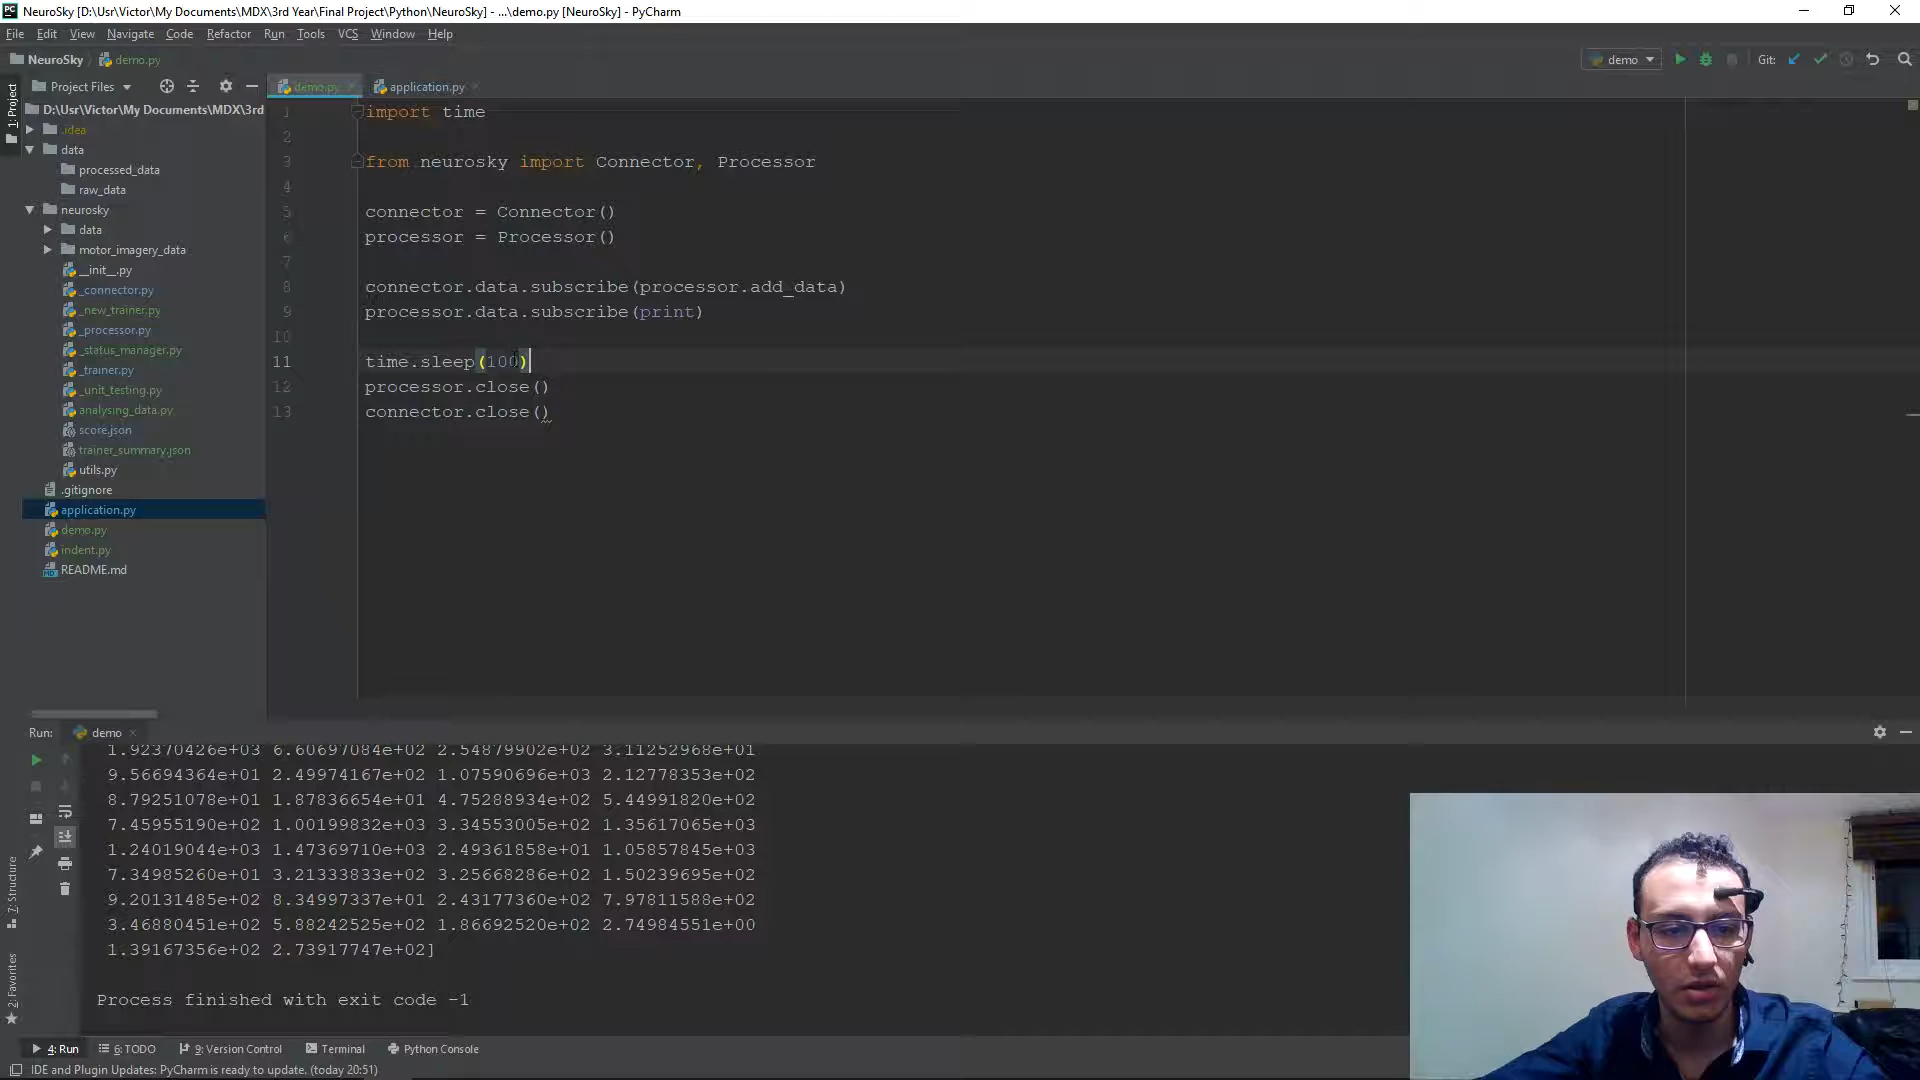 NeuroSky [D:\Usr\Victor\My Documents\MDX\3rd Year\Final Project\Python\NeuroSky] - ...\demo.py [NeuroSky] - PyCharm
File Edit View Navigate Code Refactor Run Tools VCS Window Help
NeuroSky demo.py
demo
Git:
1: Project
Project Files
demo.py
application.py
D:\Usr\Victor\My Documents\MDX\3rd
.idea
data
processed_data
raw_data
neurosky
data
motor_imagery_data
__init__.py
_connector.py
_new_trainer.py
_processor.py
_status_manager.py
_trainer.py
_unit_testing.py
analysing_data.py
score.json
trainer_summary.json
utils.py
.gitignore
application.py
demo.py
indent.py
README.md
1 import time
2
3 from neurosky import Connector, Processor
4
5 connector = Connector()
6 processor = Processor()
7
8 connector.data.subscribe(processor.add_data)
9 processor.data.subscribe(print)
10
11 time.sleep(100)
12 processor.close()
13 connector.close()
Run: demo
1.92370426e+03 6.60697084e+02 2.54879902e+02 3.11252968e+01
9.56694364e+01 2.49974167e+02 1.07590696e+03 2.12778353e+02
8.79251078e+01 1.87836654e+01 4.75288934e+02 5.44991820e+02
7.45955190e+02 1.00199832e+03 3.34553005e+02 1.35617065e+03
1.24019044e+03 1.47369710e+03 2.49361858e+01 1.05857845e+03
7.34985260e+01 3.21333833e+02 3.25668286e+02 1.50239695e+02
9.20131485e+02 8.34997337e+01 2.43177360e+02 7.97811588e+02
3.46880451e+02 5.88242525e+02 1.86692520e+02 2.74984551e+00
1.39167356e+02 2.73917747e+02]
Process finished with exit code -1
7: Structure
2: Favorites
4: Run 6: TODO 9: Version Control Terminal Python Console
IDE and Plugin Updates: PyCharm is ready to update. (today 20:51)